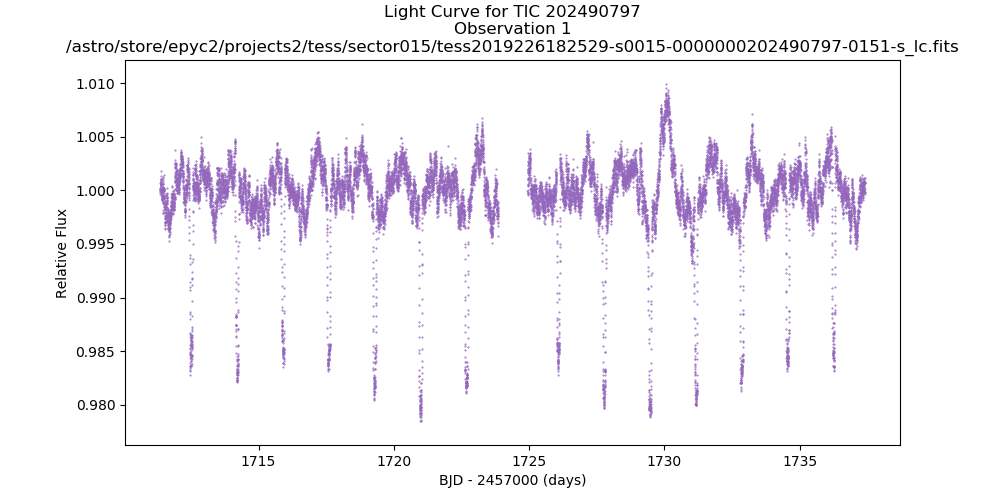 Light Curve for TIC 202490797
Observation 1
/astro/store/epyc2/projects2/tess/sector015/tess2019226182529-s0015-0000000202490797-0151-s_lc.fits
1.010
1.005
1.000
0.995
0.990
0.985
0.980
Relative Flux
1715
1720
1725
1730
1735
BJD - 2457000 (days)